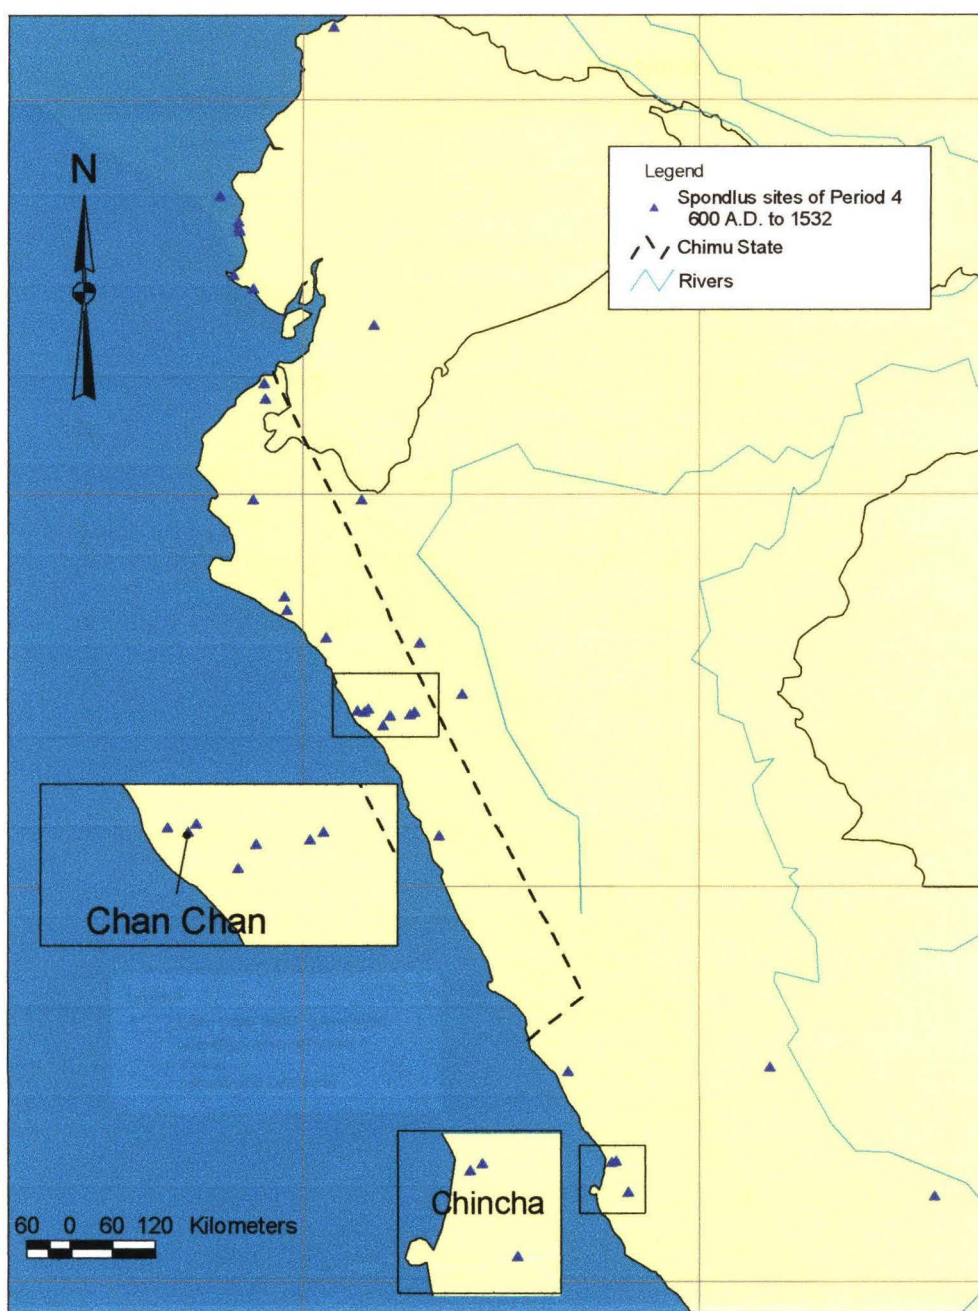 N
Legend
Spondlus sites of Period 4
600 A.D. to 1532
Chimu State
Rivers
Chan Chan
Chincha
60 0 60 120 Kilometers